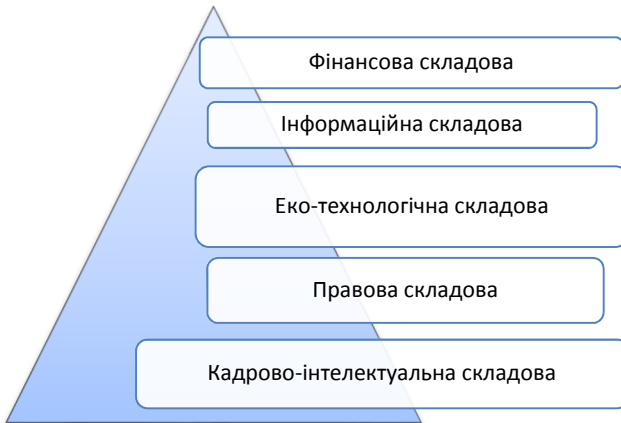 Фінансова складова
Інформаційна складова
Еко-технологічна складова
Правова складова
Кадрово-інтелектуальна складова